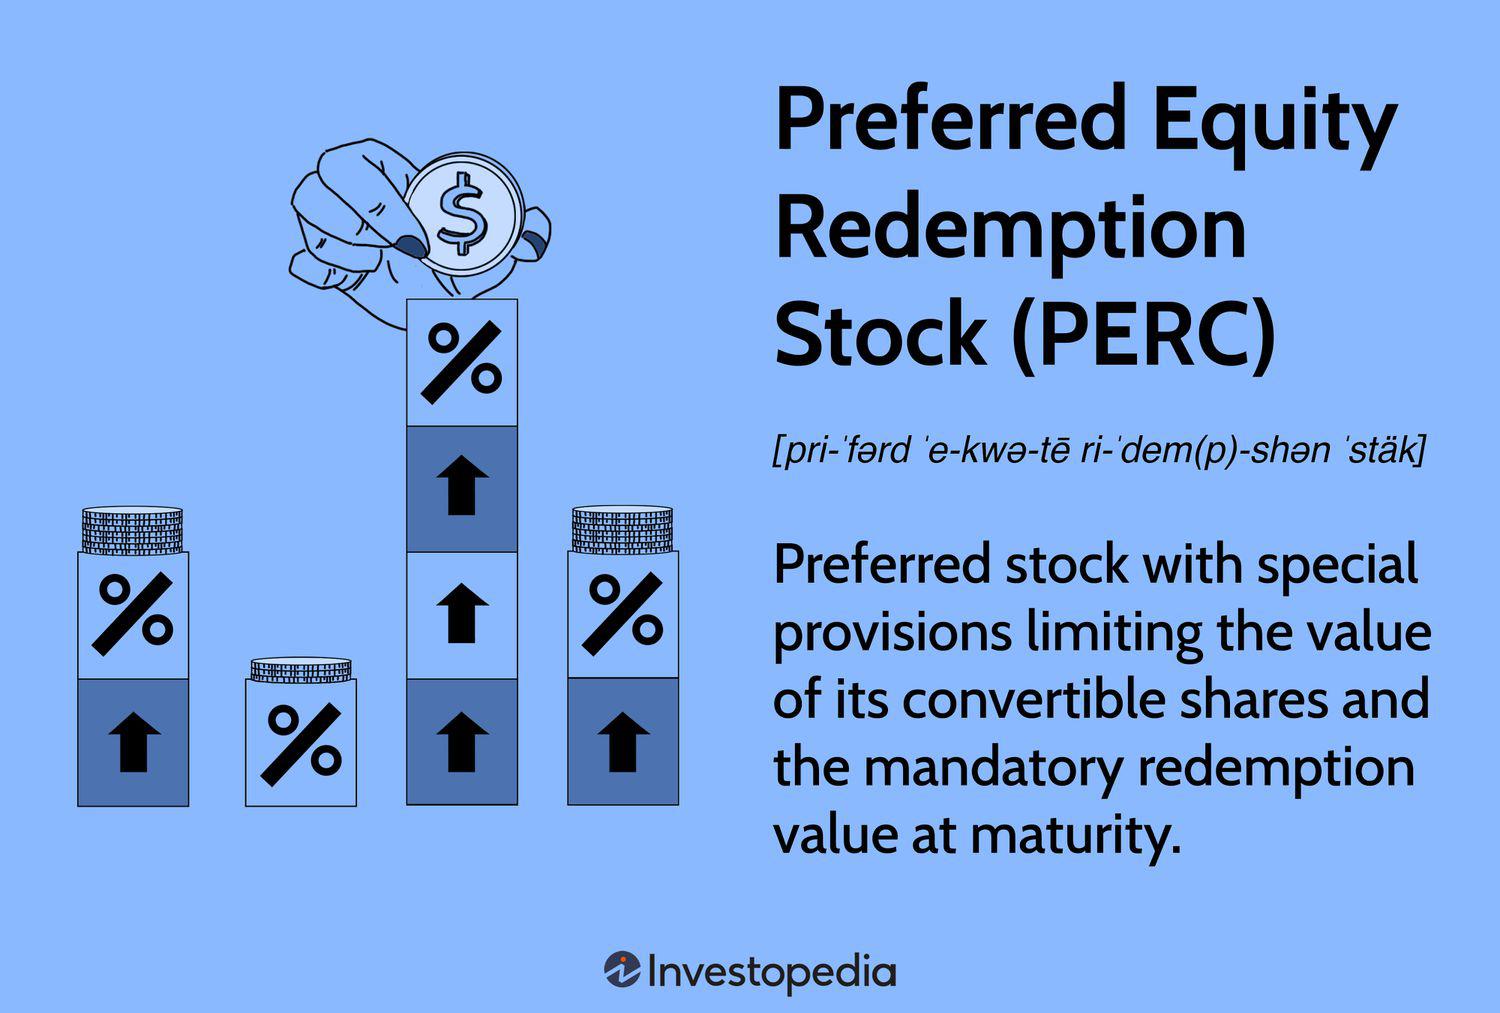 Preferred Equity
Redemption
Stock (PERC)
[pri-ˈfərd ˈe-kwə-tē ri-ˈdem(p)-shən ˈstäk]
Preferred stock with special
provisions limiting the value
of its convertible shares and
the mandatory redemption
value at maturity.
$
%
%
%
%
Investopedia